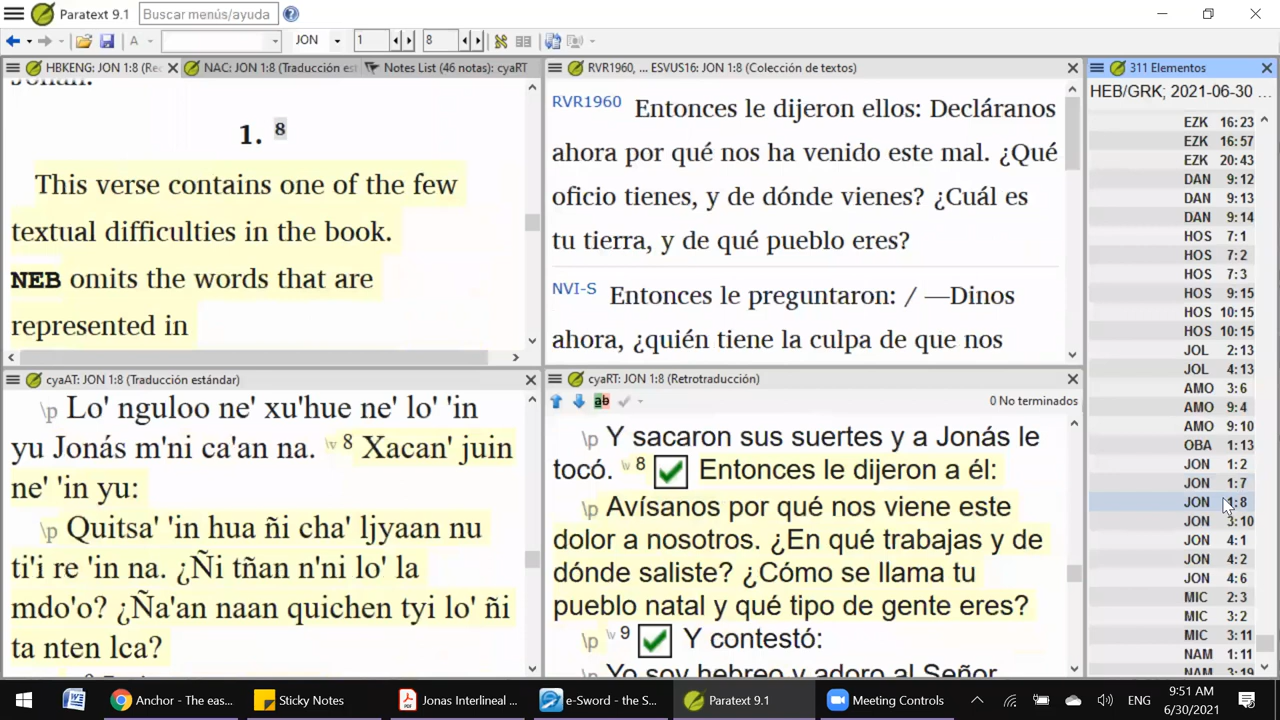 Paratext 9.1
Buscar menús/ayuda
A
JON
1
8
HBKENG: JON 1:8 (Re
NAC: JON 1:8 (Traducción es
Notes List (46 notas): cyaRT
1. 8
This verse contains one of the few
textual difficulties in the book.
NEB omits the words that are
represented in
RVR1960, ... ESVUS16: JON 1:8 (Colección de textos)
RVR1960 Entonces le dijeron ellos: Decláranos
ahora por qué nos ha venido este mal. ¿Qué
oficio tienes, y de dónde vienes? ¿Cuál es
tu tierra, y de qué pueblo eres?
NVI-S Entonces le preguntaron: / —Dinos
ahora, ¿quién tiene la culpa de que nos
cyaAT: JON 1:8 (Traducción estándar)
\p Lo' nguloo ne' xu'hue ne' lo' 'in
yu Jonás m'ni ca'an na. \v 8 Xacan' juin
ne' 'in yu:
\p Quitsa' 'in hua ñi cha' ljyaan nu
ti'i re 'in na. ¿Ñi tñan n'ni lo' la
mdo'o? ¿Ña'an naan quichen tyi lo' ñi
ta nten lca?
cyaRT: JON 1:8 (Retrotraducción)
ab
0 No terminados
\p Y sacaron sus suertes y a Jonás le
tocó. \v 8 Entonces le dijeron a él:
\p Avísanos por qué nos viene este
dolor a nosotros. ¿En qué trabajas y de
dónde saliste? ¿Cómo se llama tu
pueblo natal y qué tipo de gente eres?
\p \v 9 Y contestó:
Yo soy hebreo y adoro al Señor
311 Elementos
HEB/GRK; 2021-06-30 ...
EZK 16:23
EZK 16:57
EZK 20:43
DAN 9:12
DAN 9:13
DAN 9:14
HOS 7:1
HOS 7:2
HOS 7:3
HOS 9:15
HOS 10:15
HOS 10:15
JOL 2:13
JOL 4:13
AMO 3:6
AMO 9:4
AMO 9:10
OBA 1:13
JON 1:2
JON 1:7
JON 1:8
JON 3:10
JON 4:1
JON 4:2
JON 4:6
MIC 2:3
MIC 3:2
MIC 3:11
NAM 1:11
NAM 3:19
Anchor - The eas...
Sticky Notes
Jonas Interlineal ...
e-Sword - the S...
Paratext 9.1
Meeting Controls
ENG
9:51 AM
6/30/2021